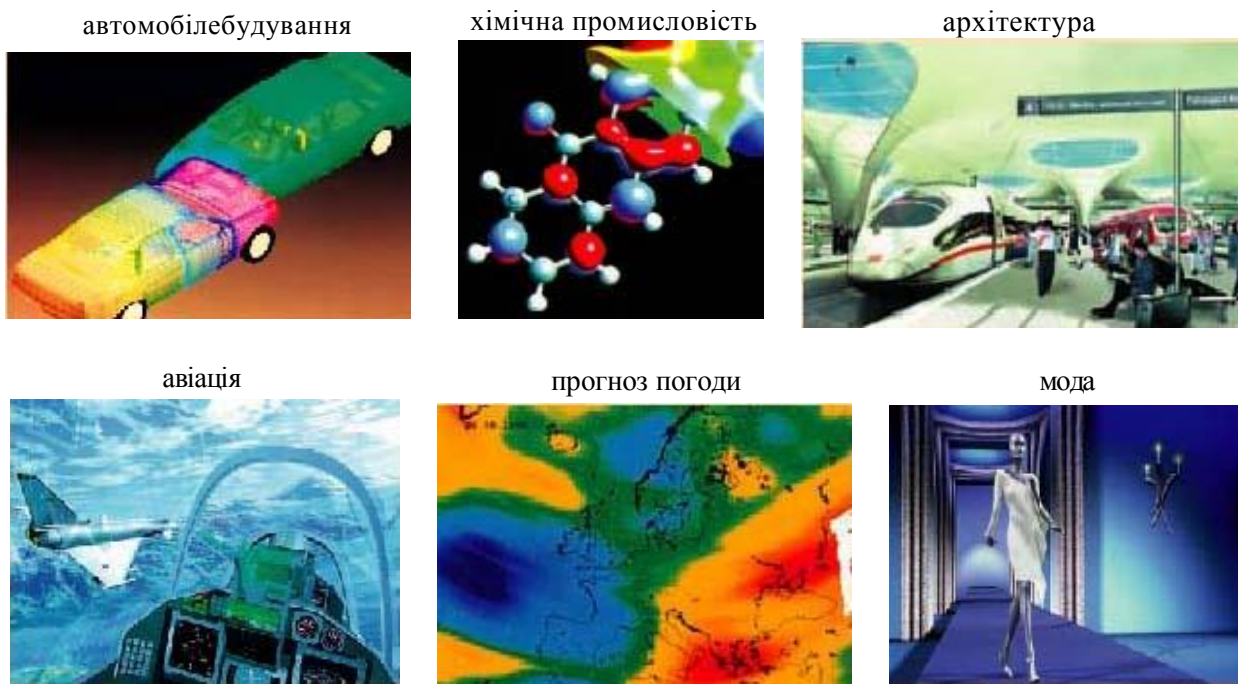 автомобілебудування
хімічна промисловість
архітектура
авіація
прогноз погоди
мода